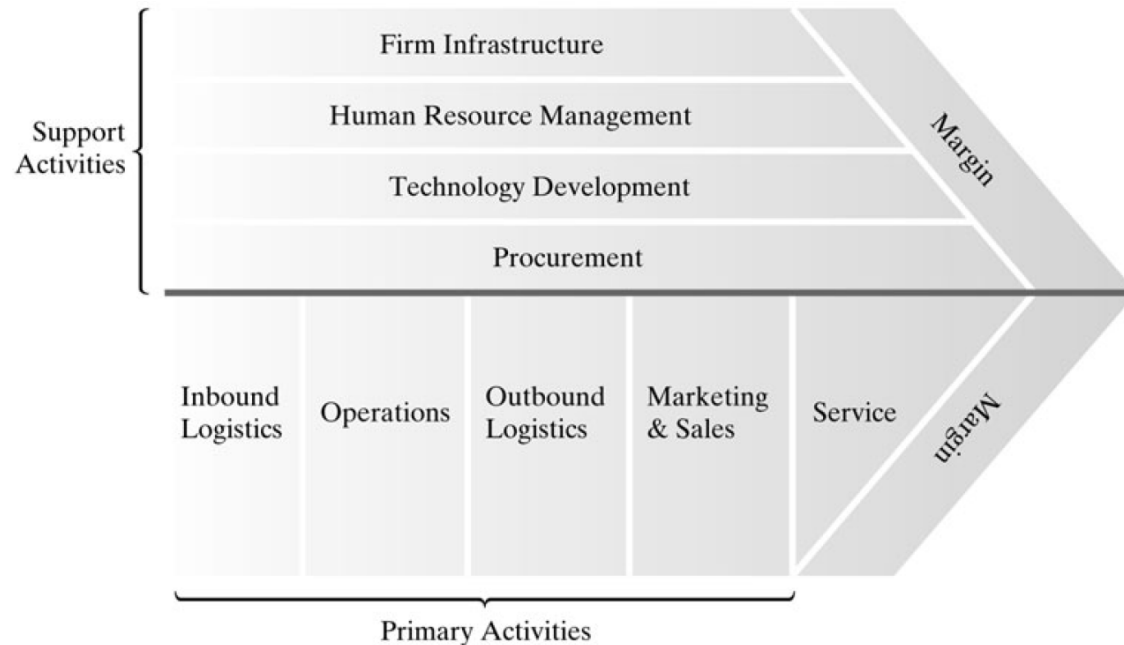 Firm Infrastructure
Human Resource Management
Support
Activities
Technology Development
Procurement
Margin
Inbound
Logistics
Operations
Outbound
Logistics
Marketing
& Sales
Service
Margin
Primary Activities